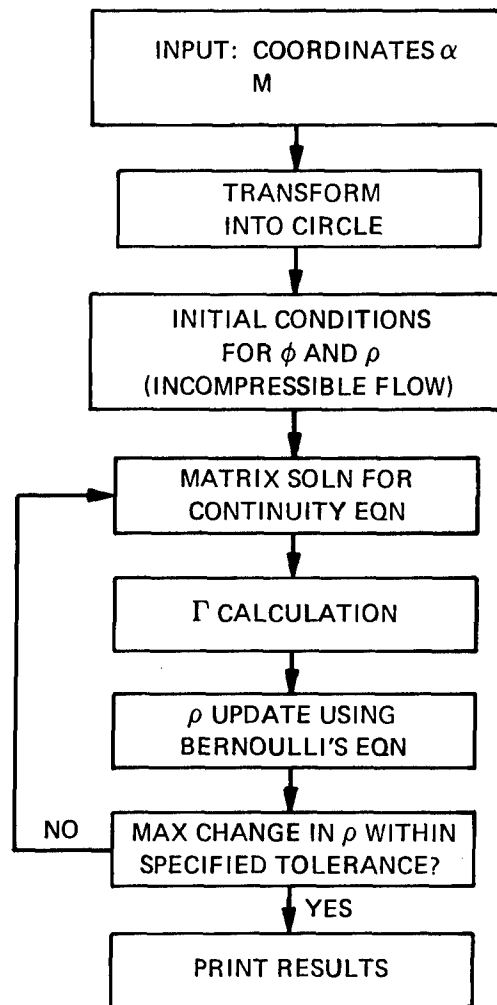 INPUT: COORDINATES α
M
TRANSFORM
INTO CIRCLE
INITIAL CONDITIONS
FOR ϕ AND ρ
(INCOMPRESSIBLE FLOW)
MATRIX SOLN FOR
CONTINUITY EQN
Γ CALCULATION
ρ UPDATE USING
BERNOULLI'S EQN
NO
MAX CHANGE IN ρ WITHIN
SPECIFIED TOLERANCE?
YES
PRINT RESULTS